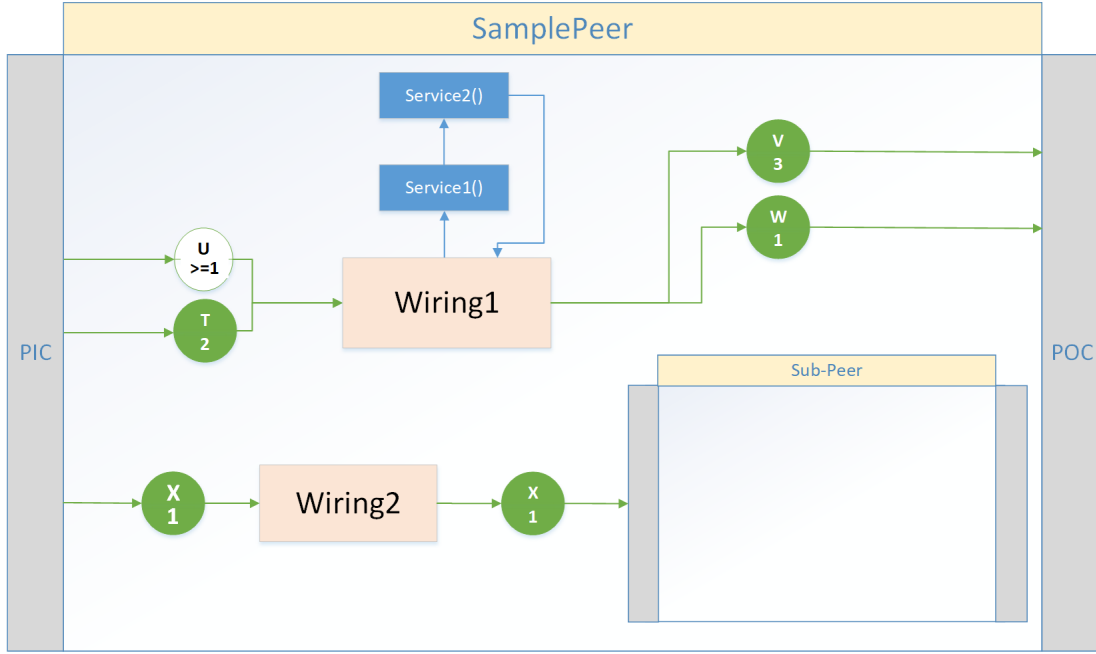 SamplePeer
Service2()
Service1()
V
3
W
1
U
>=1
T
2
Wiring1
PIC
POC
Sub-Peer
X
1
Wiring2
X
1